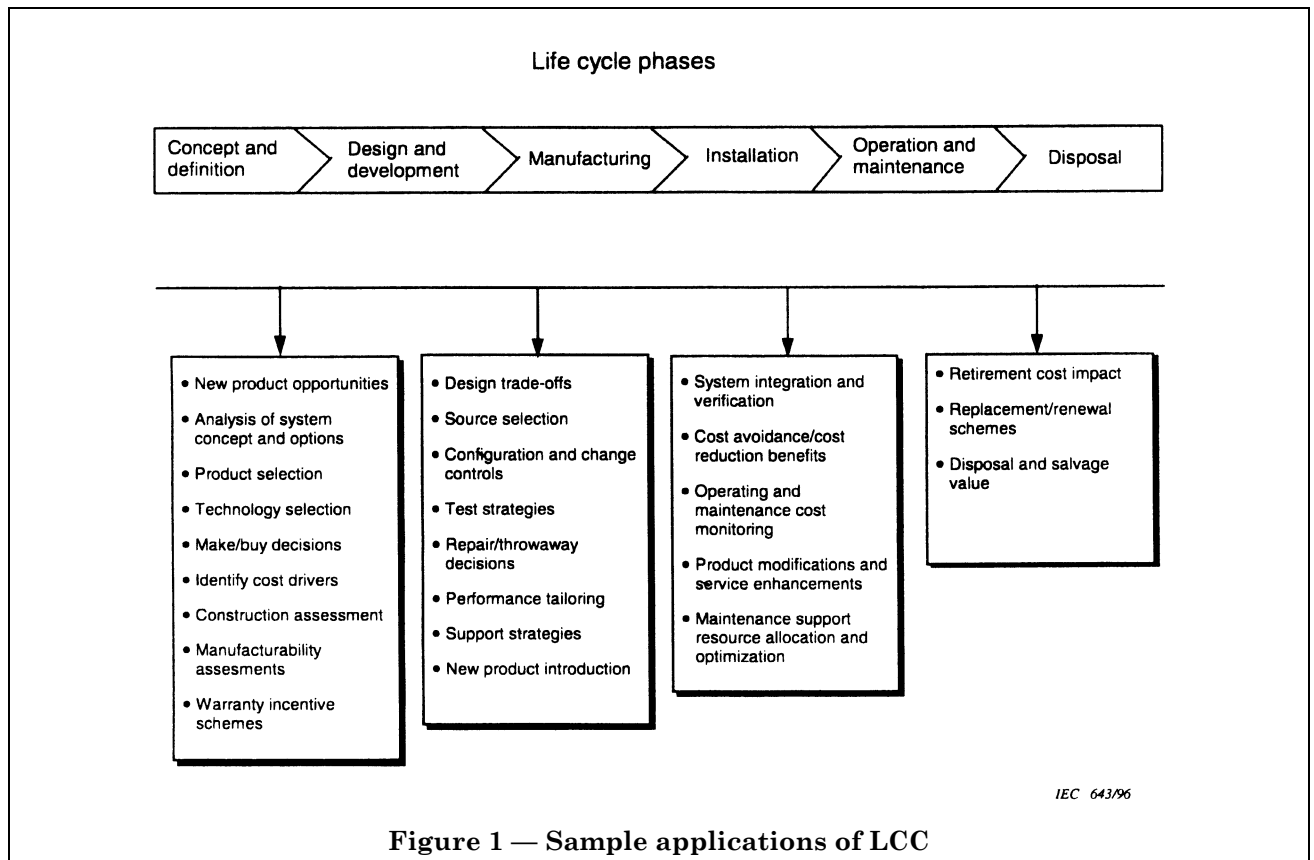 Life cycle phases
Concept and
definition
Design and
development
Manufacturing
Installation
Operation and
maintenance
Disposal
• New product opportunities
• Analysis of system
concept and options
• Product selection
• Technology selection
• Make/buy decisions
• Identify cost drivers
• Construction assessment
• Manufacturability
assesments
• Warranty incentive
schemes
• Design trade-offs
• Source selection
• Configuration and change
controls
• Test strategies
• Repair/throwaway
decisions
• Performance tailoring
• Support strategies
• New product introduction
• System integration and
verification
• Cost avoidance/cost
reduction benefits
• Operating and
maintenance cost
monitoring
• Product modifications and
service enhancements
• Maintenance support
resource allocation and
optimization
• Retirement cost impact
• Replacement/renewal
schemes
• Disposal and salvage
value
IEC 643/96
Figure 1 — Sample applications of LCC